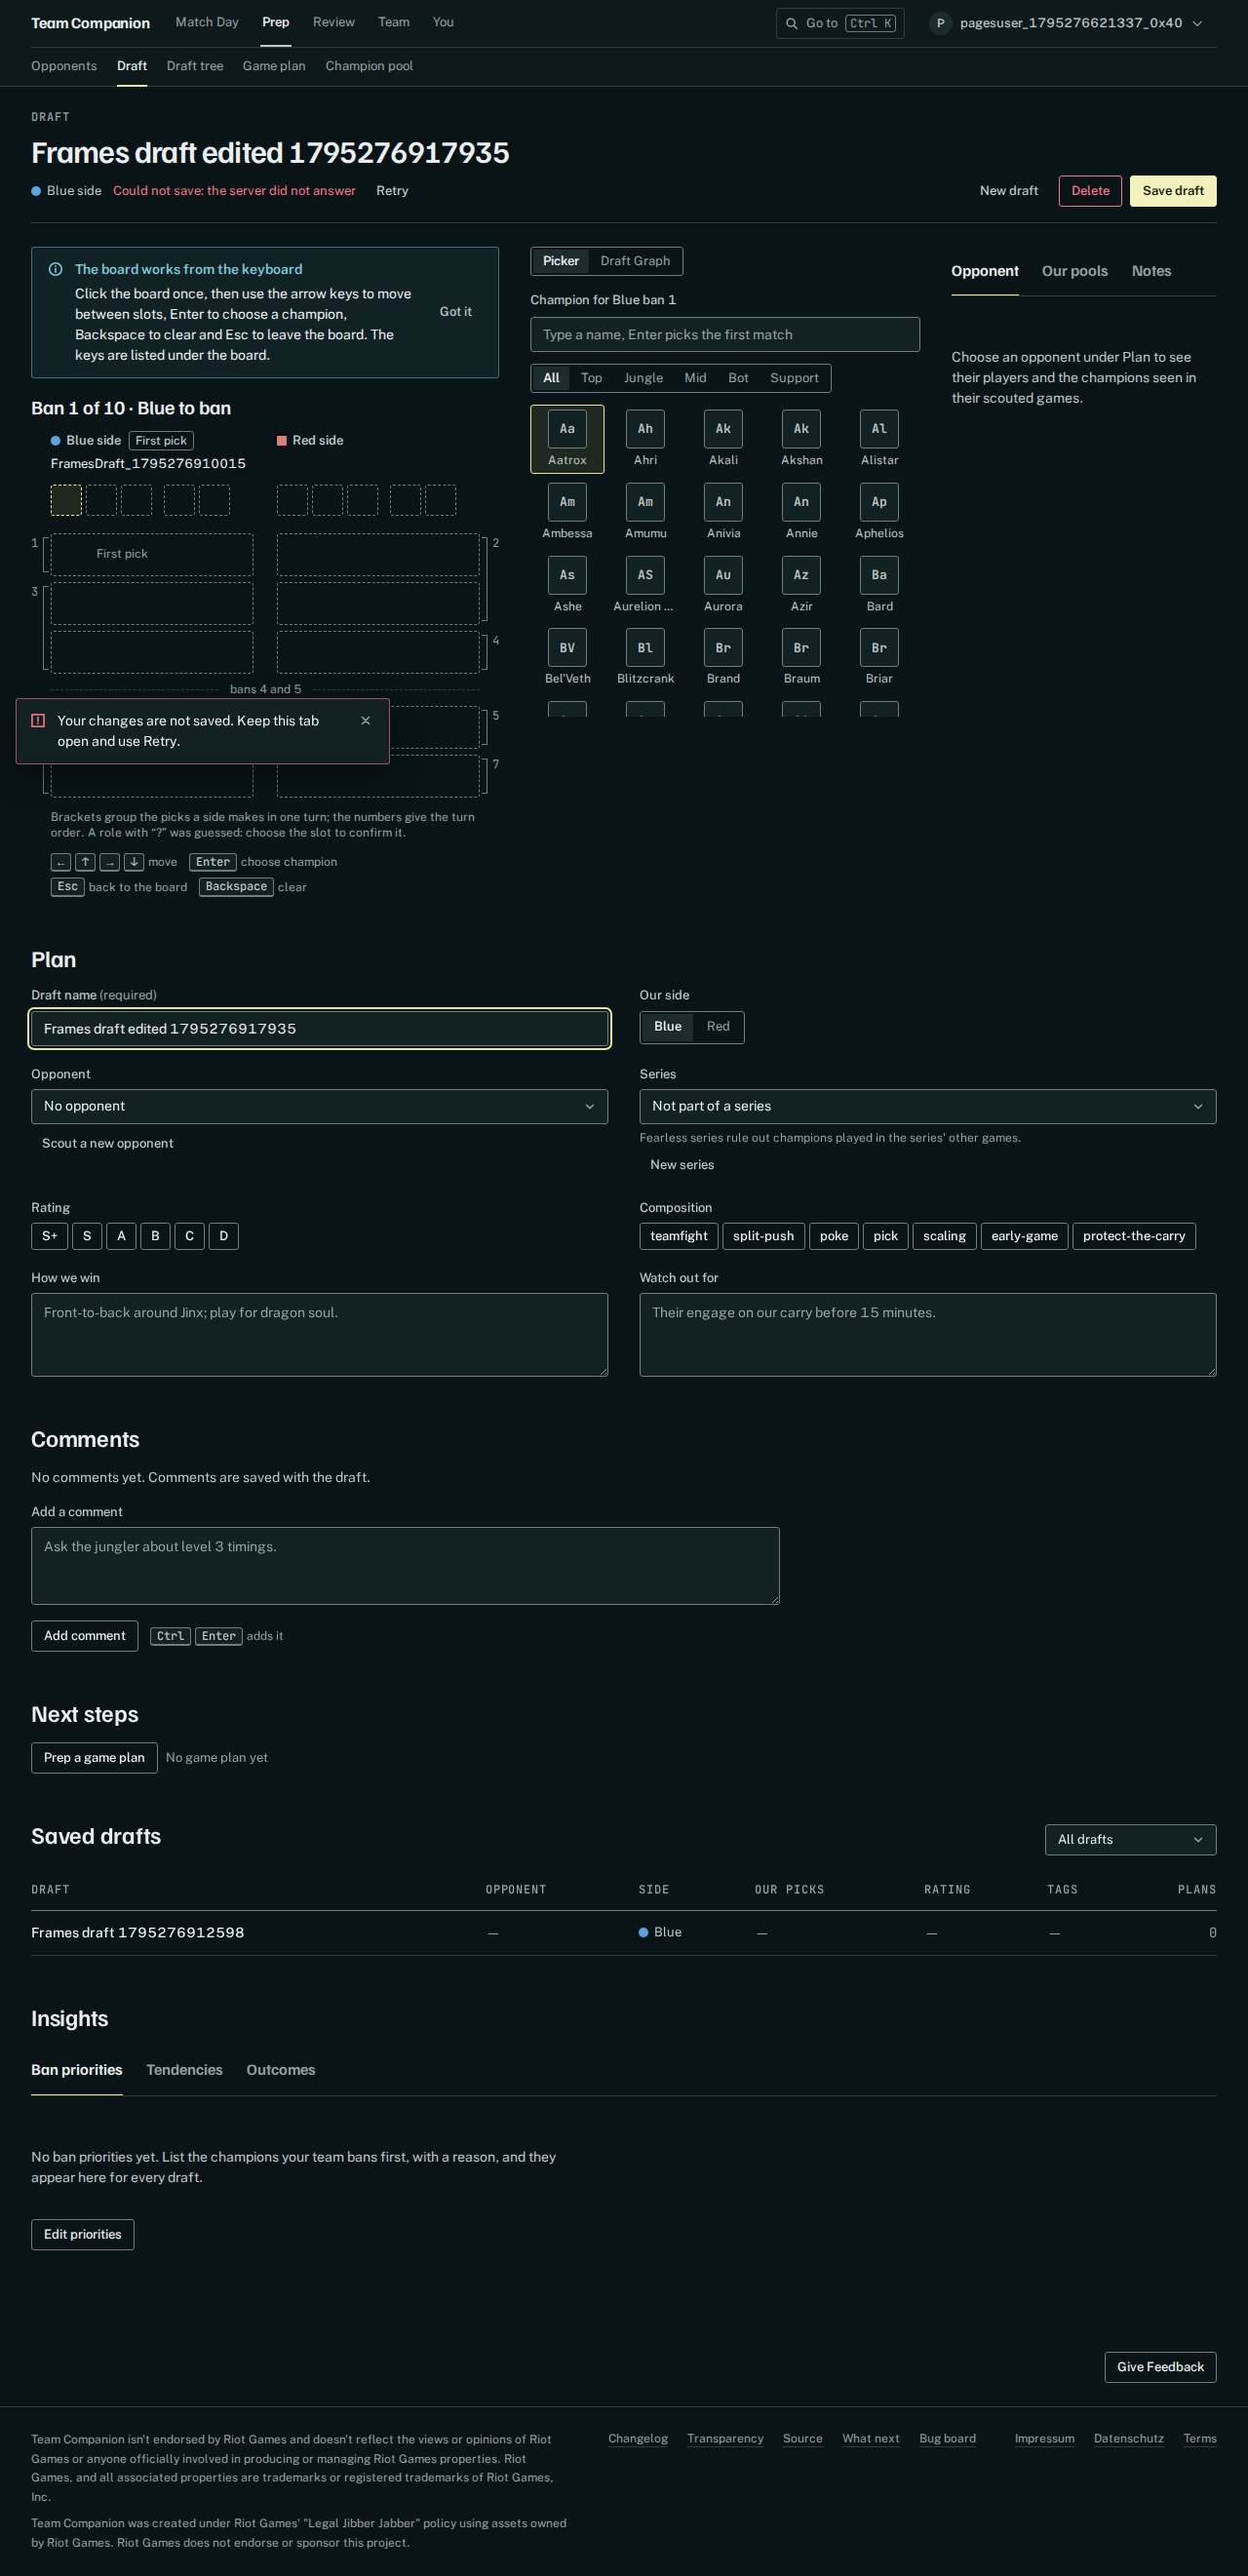 Team Companion Match Day Prep Review Team You Go to Ctrl K P pagesuser_1795276621337_0x40
Opponents Draft Draft tree Game plan Champion pool
DRAFT
Frames draft edited 1795276917935
Blue side Could not save: the server did not answer Retry New draft Delete Save draft
The board works from the keyboard
Click the board once, then use the arrow keys to move
between slots, Enter to choose a champion,
Backspace to clear and Esc to leave the board. The
keys are listed under the board.
Got it
Ban 1 of 10 · Blue to ban
Blue side First pick Red side
FramesDraft_1795276910015
1 First pick 2
3
4
bans 4 and 5
5
7
Your changes are not saved. Keep this tab
open and use Retry.
Brackets group the picks a side makes in one turn; the numbers give the turn
order. A role with “?” was guessed: choose the slot to confirm it.
← ↑ → ↓ move Enter choose champion
Esc back to the board Backspace clear
Picker Draft Graph
Champion for Blue ban 1
Type a name, Enter picks the first match
All Top Jungle Mid Bot Support
Aa Ah Ak Ak Al
Aatrox Ahri Akali Akshan Alistar
Am Am An An Ap
Ambessa Amumu Anivia Annie Aphelios
As AS Au Az Ba
Ashe Aurelion ... Aurora Azir Bard
BV Bl Br Br Br
Bel'Veth Blitzcrank Brand Braum Briar
Opponent Our pools Notes
Choose an opponent under Plan to see
their players and the champions seen in
their scouted games.
Plan
Draft name (required) Our side
Frames draft edited 1795276917935 Blue Red
Opponent Series
No opponent Not part of a series
Scout a new opponent Fearless series rule out champions played in the series' other games.
New series
Rating Composition
S+ S A B C D teamfight split-push poke pick scaling early-game protect-the-carry
How we win Watch out for
Front-to-back around Jinx; play for dragon soul. Their engage on our carry before 15 minutes.
Comments
No comments yet. Comments are saved with the draft.
Add a comment
Ask the jungler about level 3 timings.
Add comment Ctrl Enter adds it
Next steps
Prep a game plan No game plan yet
Saved drafts All drafts
DRAFT OPPONENT SIDE OUR PICKS RATING TAGS PLANS
Frames draft 1795276912598 — Blue — — — 0
Insights
Ban priorities Tendencies Outcomes
No ban priorities yet. List the champions your team bans first, with a reason, and they
appear here for every draft.
Edit priorities
Give Feedback
Team Companion isn't endorsed by Riot Games and doesn't reflect the views or opinions of Riot
Games or anyone officially involved in producing or managing Riot Games properties. Riot
Games, and all associated properties are trademarks or registered trademarks of Riot Games,
Inc.
Team Companion was created under Riot Games' "Legal Jibber Jabber" policy using assets owned
by Riot Games. Riot Games does not endorse or sponsor this project.
Changelog Transparency Source What next Bug board Impressum Datenschutz Terms